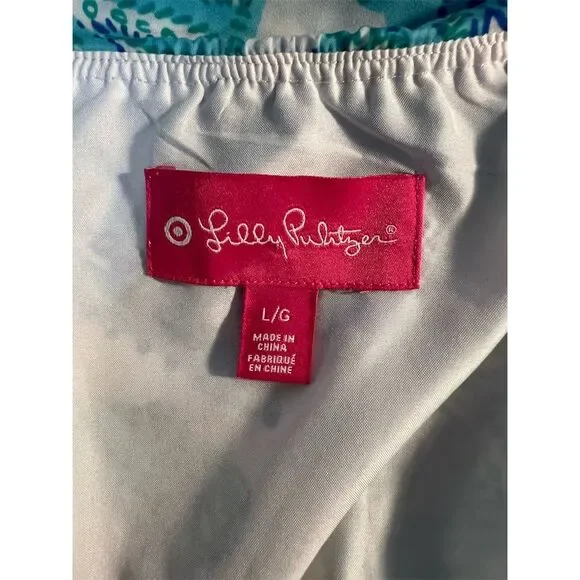 Lilly Pulitzer®
L/G
MADE IN
CHINA
FABRIQUÉ
EN CHINE